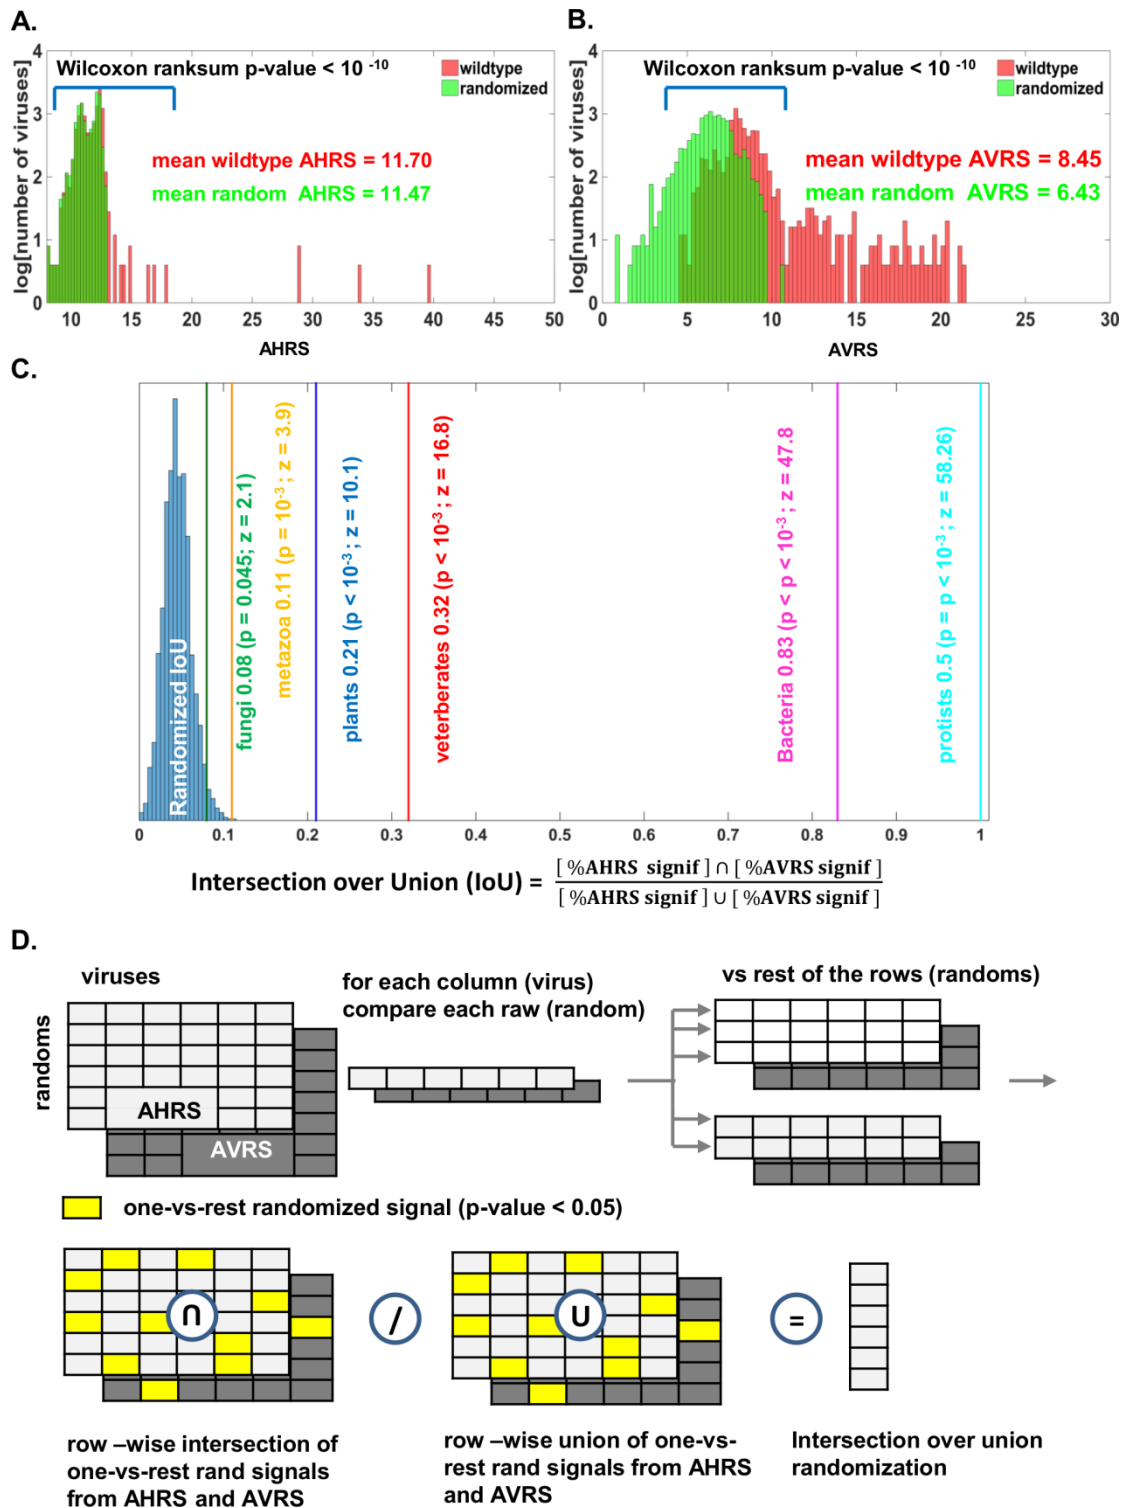 A.
4
3
2
1
0
log[number of viruses]
Wilcoxon ranksum p-value < 10 -10
wildtype
randomized
mean wildtype AHRS = 11.70
mean random AHRS = 11.47
10 15 20 25 30 35 40 45 50
AHRS
B.
4
3
2
1
0
log[number of viruses]
Wilcoxon ranksum p-value < 10 -10
wildtype
randomized
mean wildtype AVRS = 8.45
mean random AVRS = 6.43
0 5 10 15 20 25 30
AVRS
C.
Randomized IoU
fungi 0.08 (p = 0.045; z = 2.1)
metazoa 0.11 (p = 10-3; z = 3.9)
plants 0.21 (p < 10-3; z = 10.1)
veterberates 0.32 (p < 10-3; z = 16.8)
Bacteria 0.83 (p < p < 10-3; z = 47.8
protists 0.5 (p = p < 10-3; z = 58.26)
0 0.1 0.2 0.3 0.4 0.5 0.6 0.7 0.8 0.9 1
Intersection over Union (IoU) = [ %AHRS signif ] ∩ [ %AVRS signif ]
[ %AHRS signif ] ∪ [ %AVRS signif ]
D.
viruses
randoms
AHRS
AVRS
for each column (virus)
compare each raw (random)
vs rest of the rows (randoms)
one-vs-rest randomized signal (p-value < 0.05)
∩
/
∪
=
row –wise intersection of
one-vs-rest rand signals
from AHRS and AVRS
row –wise union of one-vs-
rest rand signals from AHRS
and AVRS
Intersection over union
randomization